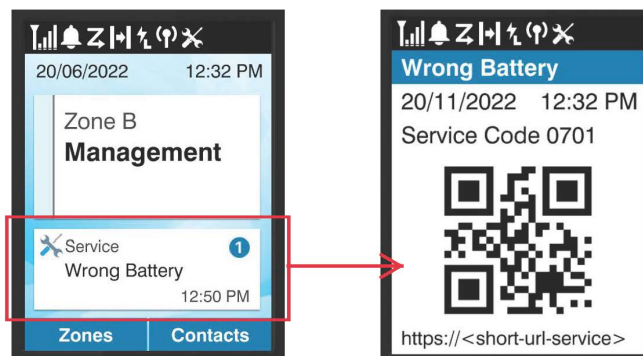 20/06/2022 12:32 PM
Zone B
Management
Service 1
Wrong Battery
12:50 PM
Zones Contacts
Wrong Battery
20/11/2022 12:32 PM
Service Code 0701
https://<short-url-service>